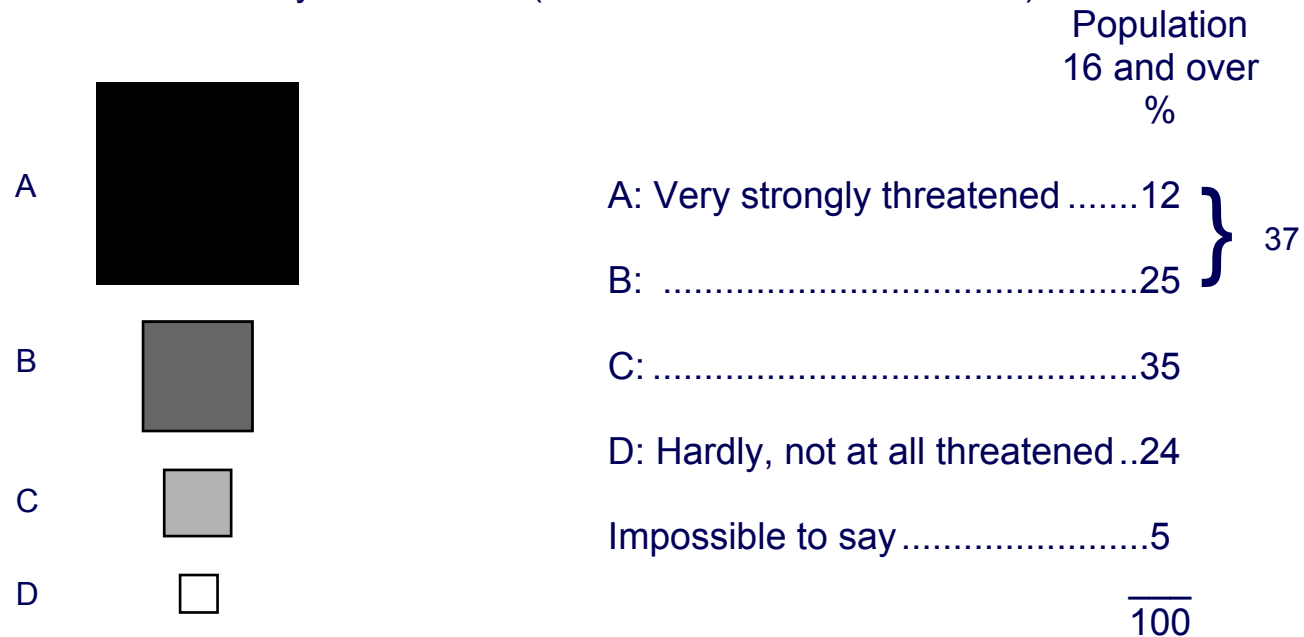 Population
16 and over
%
A
A: Very strongly threatened .......12
} 37
B: ..............................................25
B
C: ...............................................35
D: Hardly, not at all threatened ..24
C
Impossible to say ........................5
D
100